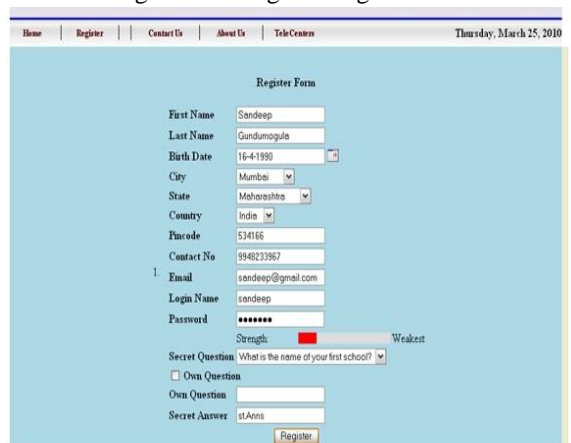 Home Register Contact Us About Us TeleCenters Thursday, March 25, 2010
Register Form
First Name Sandeep
Last Name Gundumogula
Birth Date 16-4-1990
City Mumbai
State Maharashtra
Country India
Pincode 534166
Contact No 9948233967
1. Email sandeep@gmail.com
Login Name sandeep
Password •••••••
Strength: Weakest
Secret Question What is the name of your first school?
Own Question
Own Question
Secret Answer st.Anns
Register